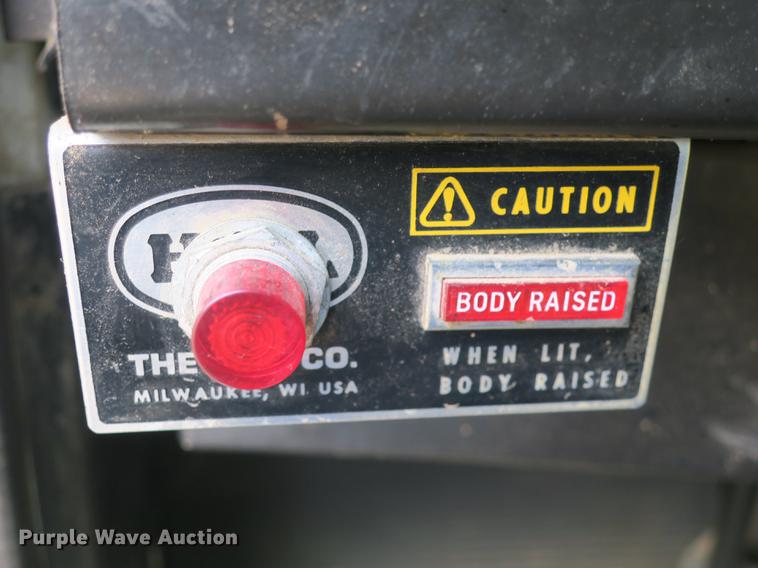 CAUTION
BODY RAISED
WHEN LIT,
BODY RAISED
THE CO.
MILWAUKEE, WI USA
Purple Wave Auction